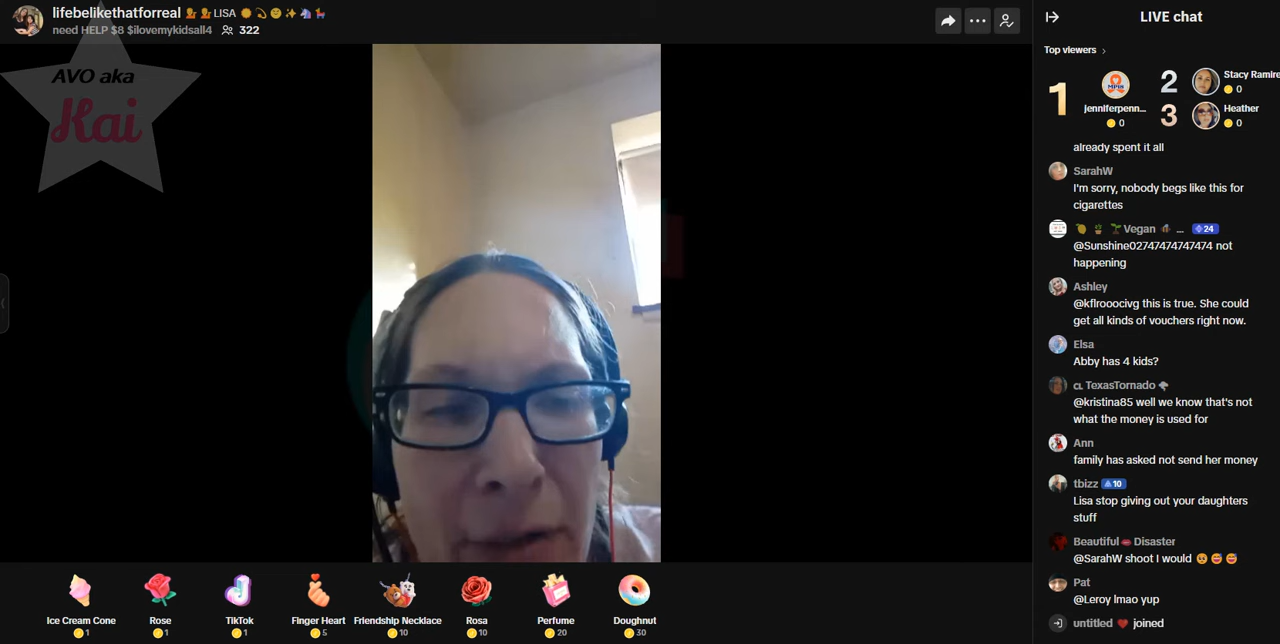 lifebelikethatforreal 💁 💁 LISA 🌞 💫 😊 ✨ 🦄 🎠
need HELP $8 $ilovemykidsall4 322
AVO aka
Kai
LIVE chat
Top viewers
1
jenniferpenn...
0
2
Stacy Ramire
0
3
Heather
0
already spent it all
SarahW
I'm sorry, nobody begs like this for
cigarettes
Vegan ... 24
@Sunshine02747474747474 not
happening
Ashley
@kflrooocivg this is true. She could
get all kinds of vouchers right now.
Elsa
Abby has 4 kids?
CL TexasTornado 🌪
@kristina85 well we know that's not
what the money is used for
Ann
family has asked not send her money
tbizz 10
Lisa stop giving out your daughters
stuff
Beautiful 💋 Disaster
@SarahW shoot I would 🥺 😅 😅
Pat
@Leroy lmao yup
untitled ❤️ joined
Ice Cream Cone
1
Rose
1
TikTok
1
Finger Heart
5
Friendship Necklace
10
Rosa
10
Perfume
20
Doughnut
30